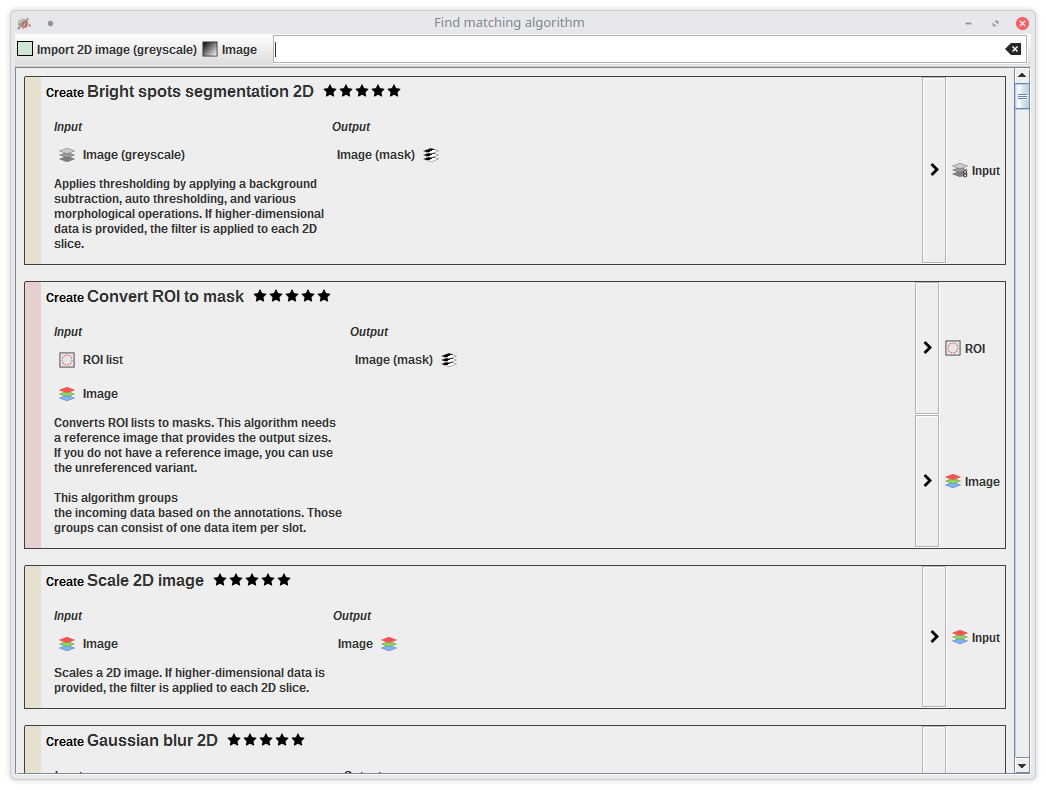 Find matching algorithm
Import 2D image (greyscale) Image
Create Bright spots segmentation 2D ★★★★★
Input Output
Image (greyscale) Image (mask)
Applies thresholding by applying a background
subtraction, auto thresholding, and various
morphological operations. If higher-dimensional
data is provided, the filter is applied to each 2D
slice.
8 Input
Create Convert ROI to mask ★★★★★
Input Output
ROI list Image (mask)
Image
Converts ROI lists to masks. This algorithm needs
a reference image that provides the output sizes.
If you do not have a reference image, you can use
the unreferenced variant.
This algorithm groups
the incoming data based on the annotations. Those
groups can consist of one data item per slot.
ROI
Image
Create Scale 2D image ★★★★★
Input Output
Image Image
Scales a 2D image. If higher-dimensional data is
provided, the filter is applied to each 2D slice.
Input
Create Gaussian blur 2D ★★★★★